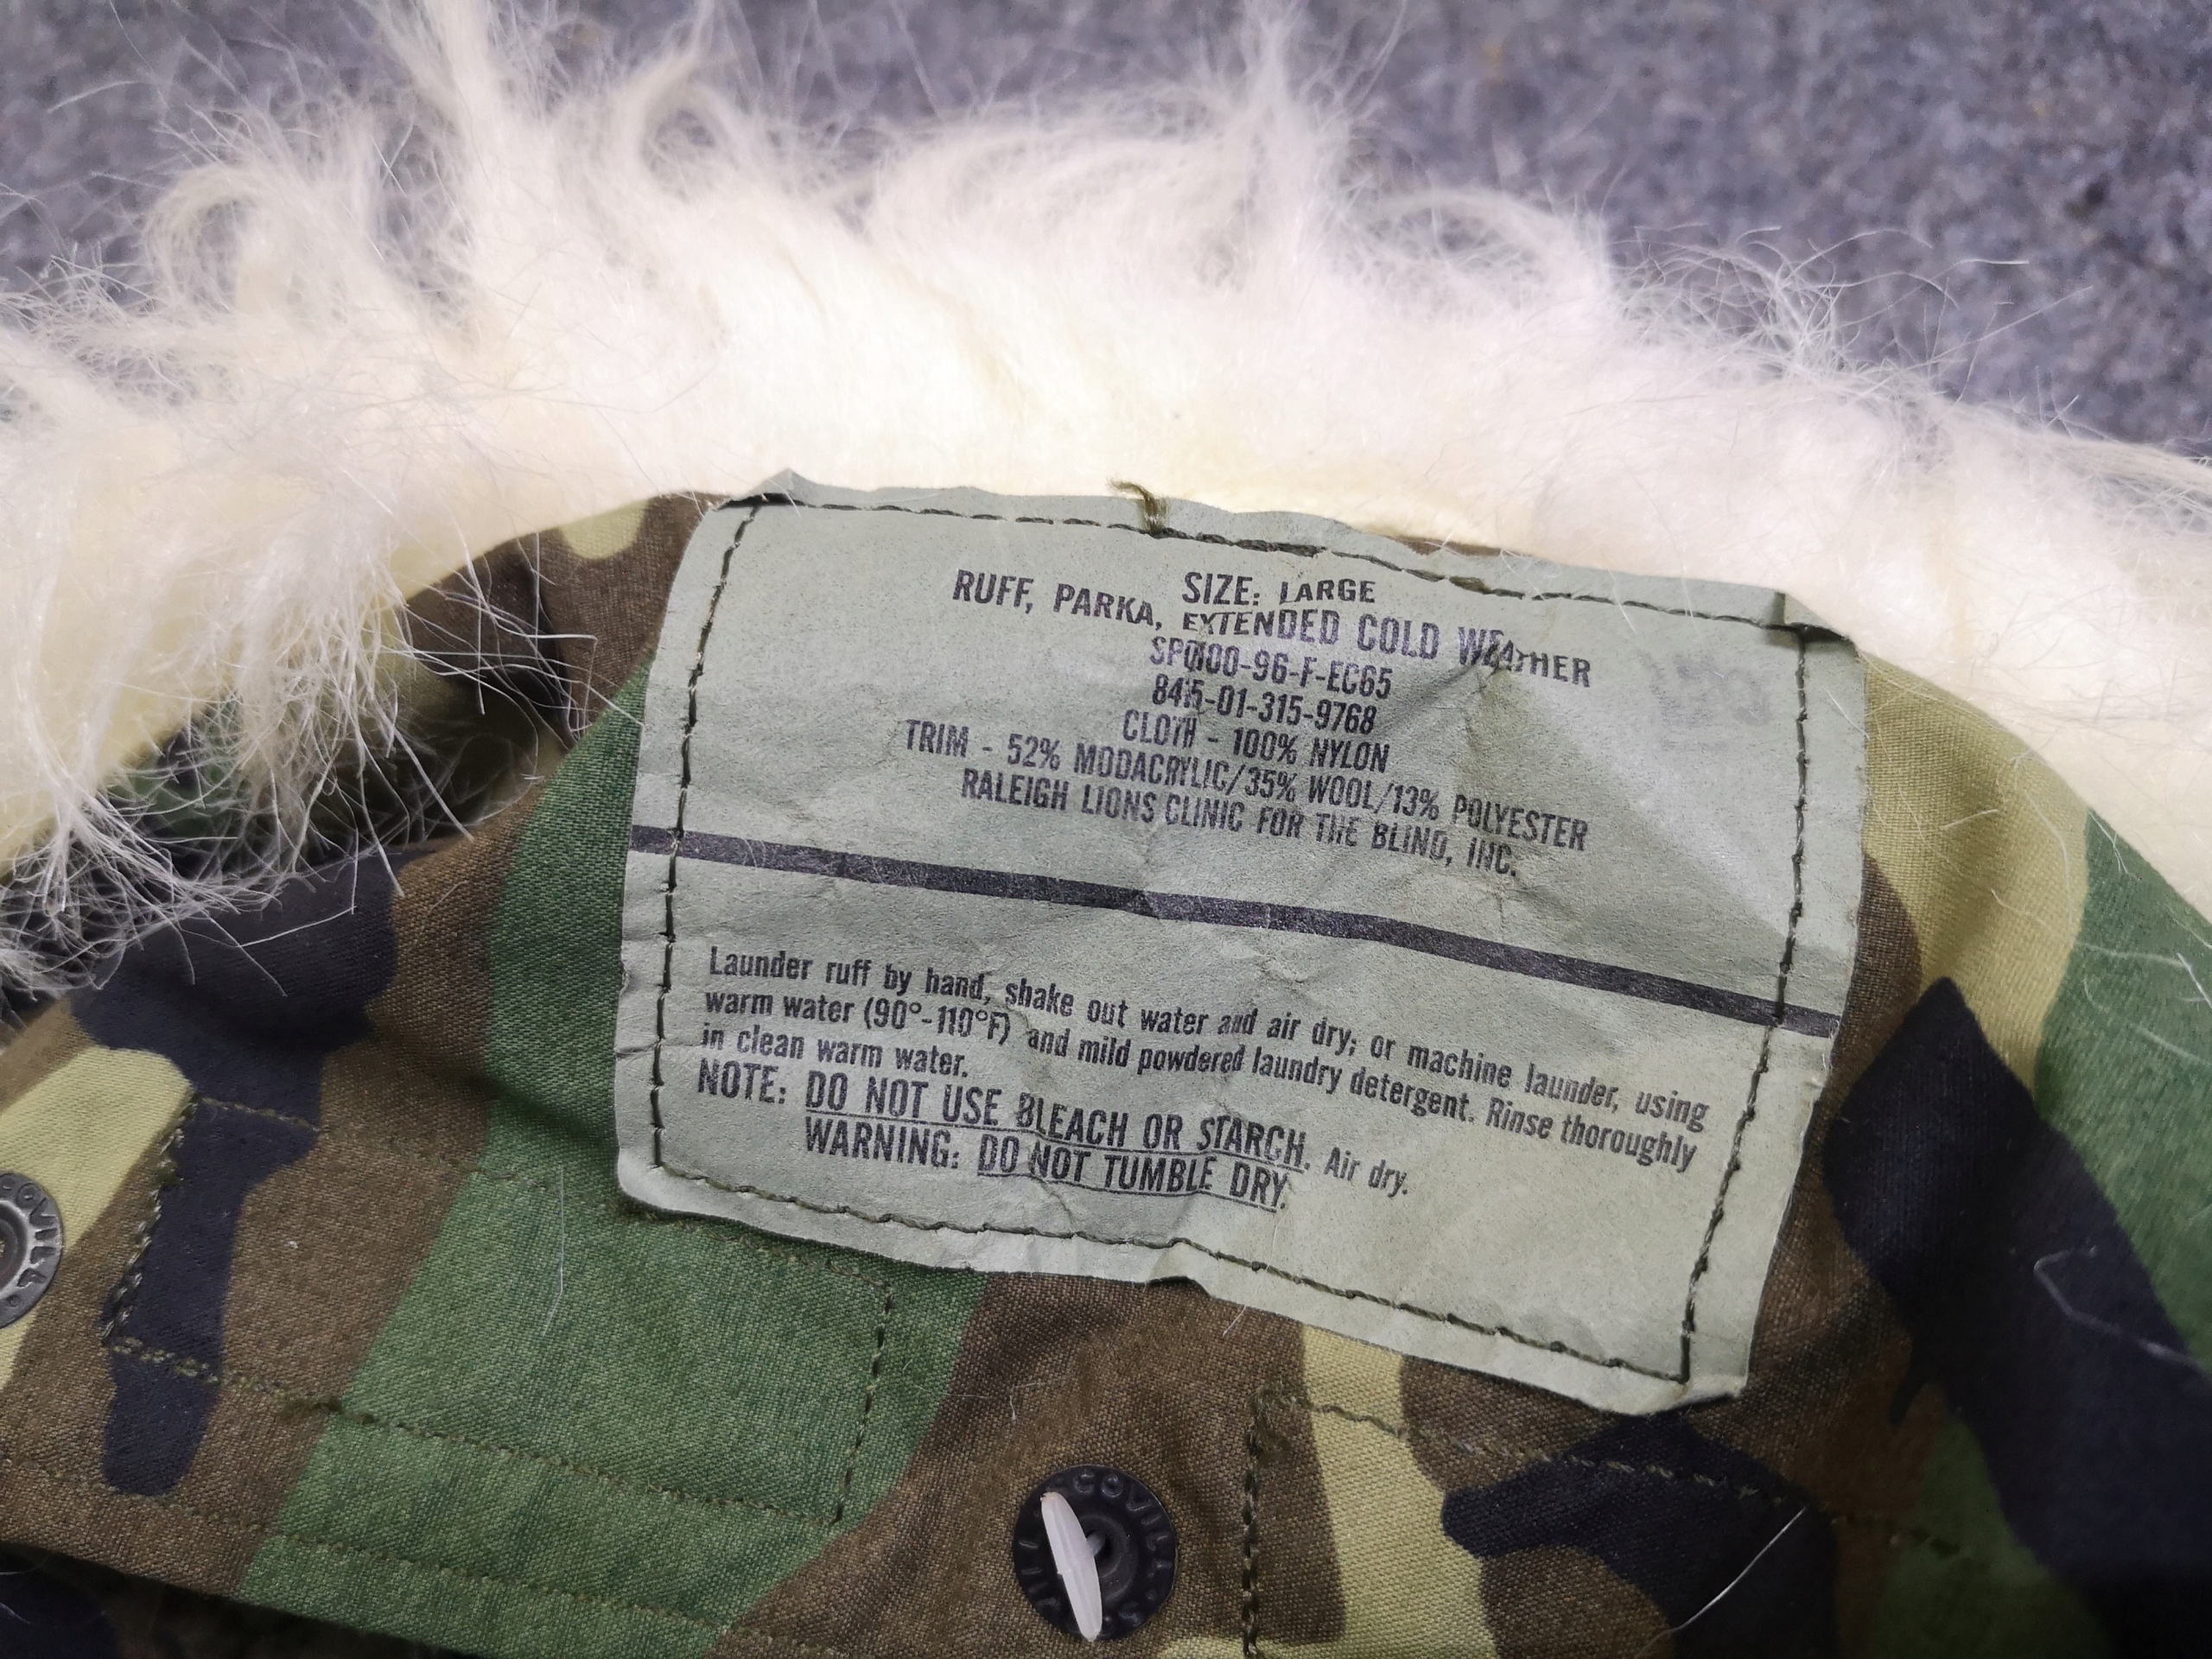 SIZE: LARGE
RUFF, PARKA, EXTENDED COLD WEATHER
SP0100-96-F-EC65
8415-01-315-9768
CLOTH - 100% NYLON
TRIM - 52% MODACRYLIC/35% WOOL/13% POLYESTER
RALEIGH LIONS CLINIC FOR THE BLIND, INC.
Launder ruff by hand, shake out water and air dry; or machine launder, using
warm water (90°-110°F) and mild powdered laundry detergent. Rinse thoroughly
in clean warm water.
NOTE: DO NOT USE BLEACH OR STARCH. Air dry.
WARNING: DO NOT TUMBLE DRY.
SCOVILL
SCOVILL